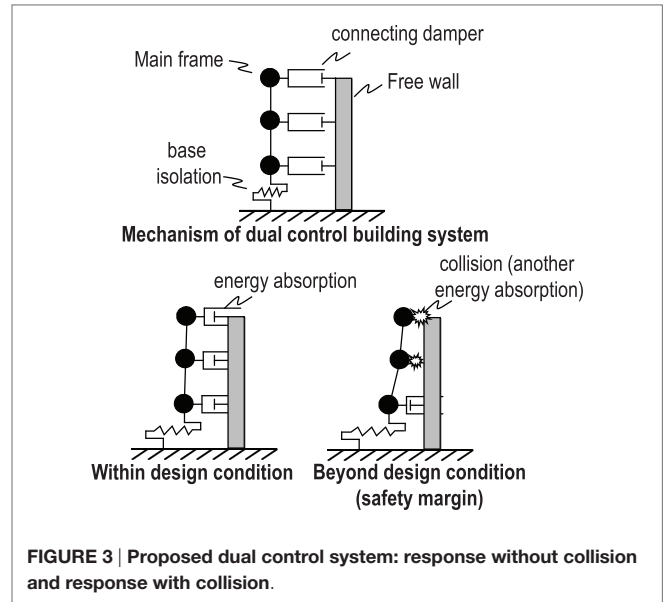 connecting damper
Main frame
Free wall
base
isolation
Mechanism of dual control building system
collision (another
energy absorption)
energy absorption
Within design condition
Beyond design condition
(safety margin)
FIGURE 3 | Proposed dual control system: response without collision
and response with collision.